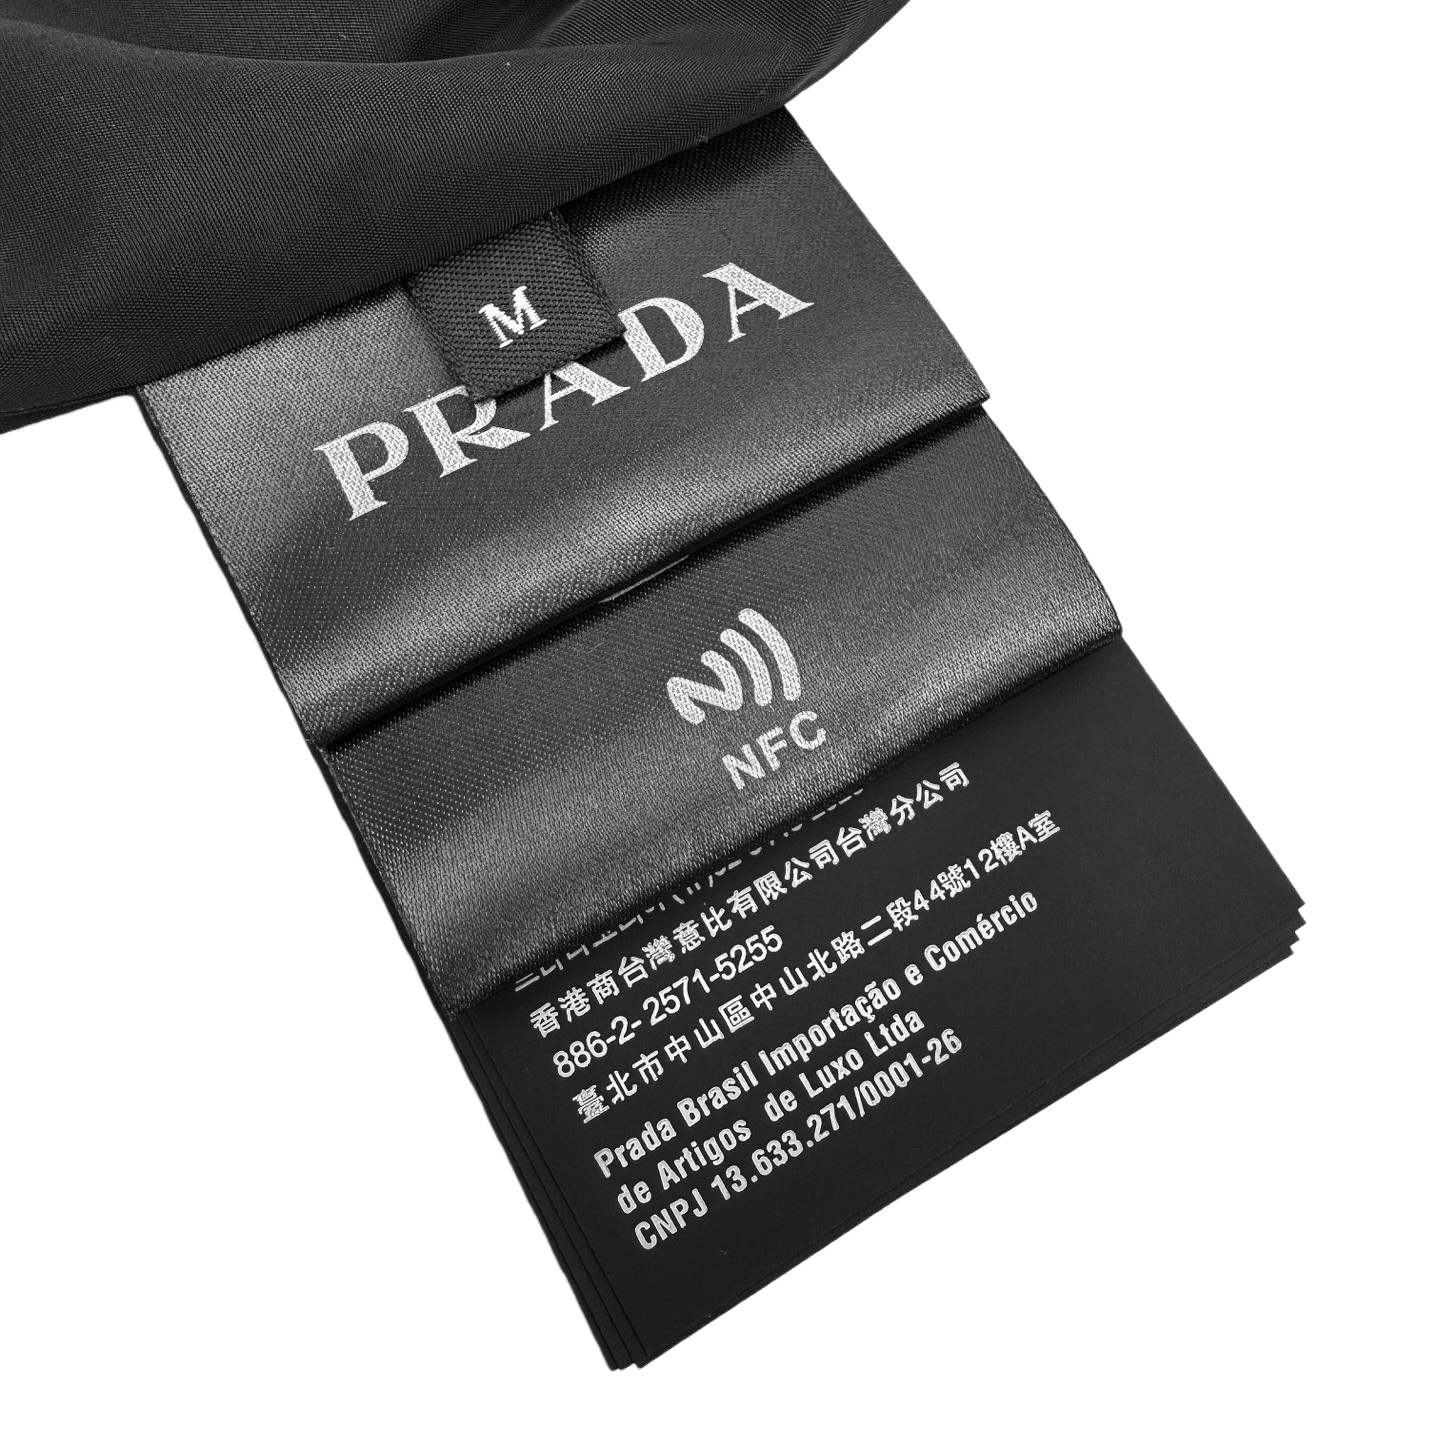 M
PRADA
NFC
香港商台灣意比有限公司台灣分公司
886-2- 2571-5255
臺北市中山區中山北路二段44號12樓A室
Prada Brasil Importação e Comércio
de Artigos de Luxo Ltda
CNPJ 13.633.271/0001-26